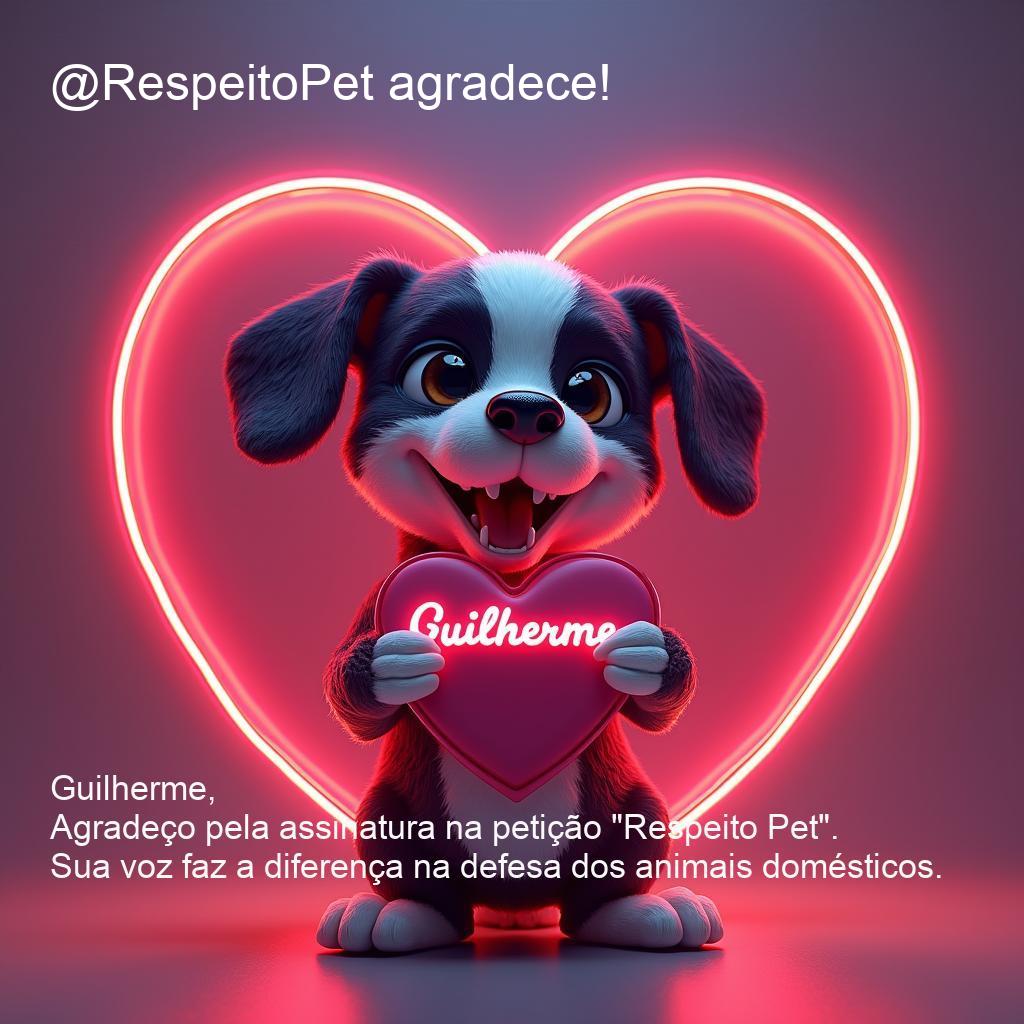 @RespeitoPet agradece!
Guilherme
Guilherme,
Agradeço pela assinatura na petição "Respeito Pet".
Sua voz faz a diferença na defesa dos animais domésticos.